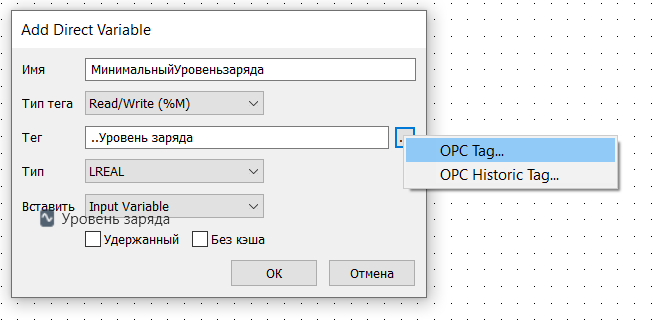 Add Direct Variable
Имя МинимальныйУровеньзаряда
Тип тега Read/Write (%M)
Тег ..Уровень заряда
OPC Tag...
Тип LREAL
OPC Historic Tag...
Вставить Input Variable
Уровень заряда
Удержанный Без кэша
ОК Отмена